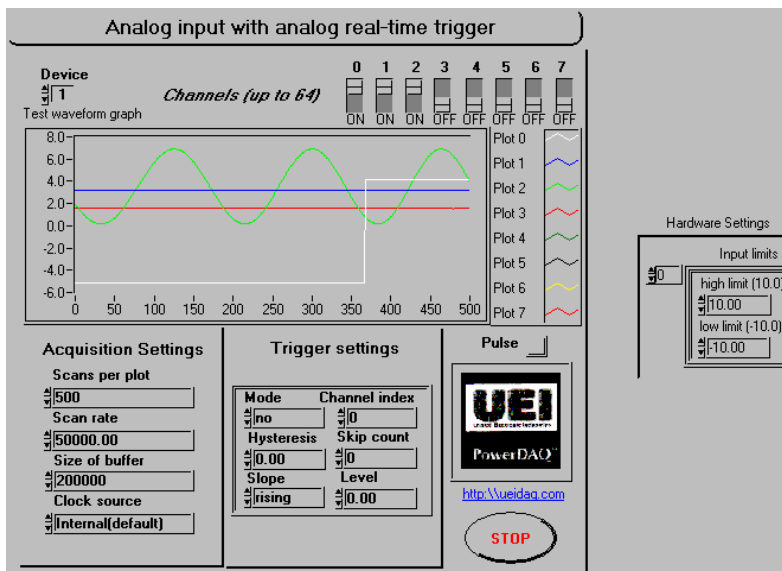 Analog input with analog real-time trigger
Device
1
Channels (up to 64)
0 1 2 3 4 5 6 7
ON ON ON OFF OFF OFF OFF OFF
Test waveform graph
8.0
6.0
4.0
2.0
0.0
-2.0
-4.0
-6.0
0 50 100 150 200 250 300 350 400 450 500
Plot 0
Plot 1
Plot 2
Plot 3
Plot 4
Plot 5
Plot 6
Plot 7
Hardware Settings
Input limits
0
high limit (10.0)
10.00
low limit (-10.0)
-10.00
Acquisition Settings
Scans per plot
500
Scan rate
50000.00
Size of buffer
200000
Clock source
Internal(default)
Trigger settings
Mode Channel index
no 0
Hysteresis Skip count
0.00 0
Slope Level
rising 0.00
Pulse
UEI
United Electronic Industries
PowerDAQ™
http:\\ueidaq.com
STOP